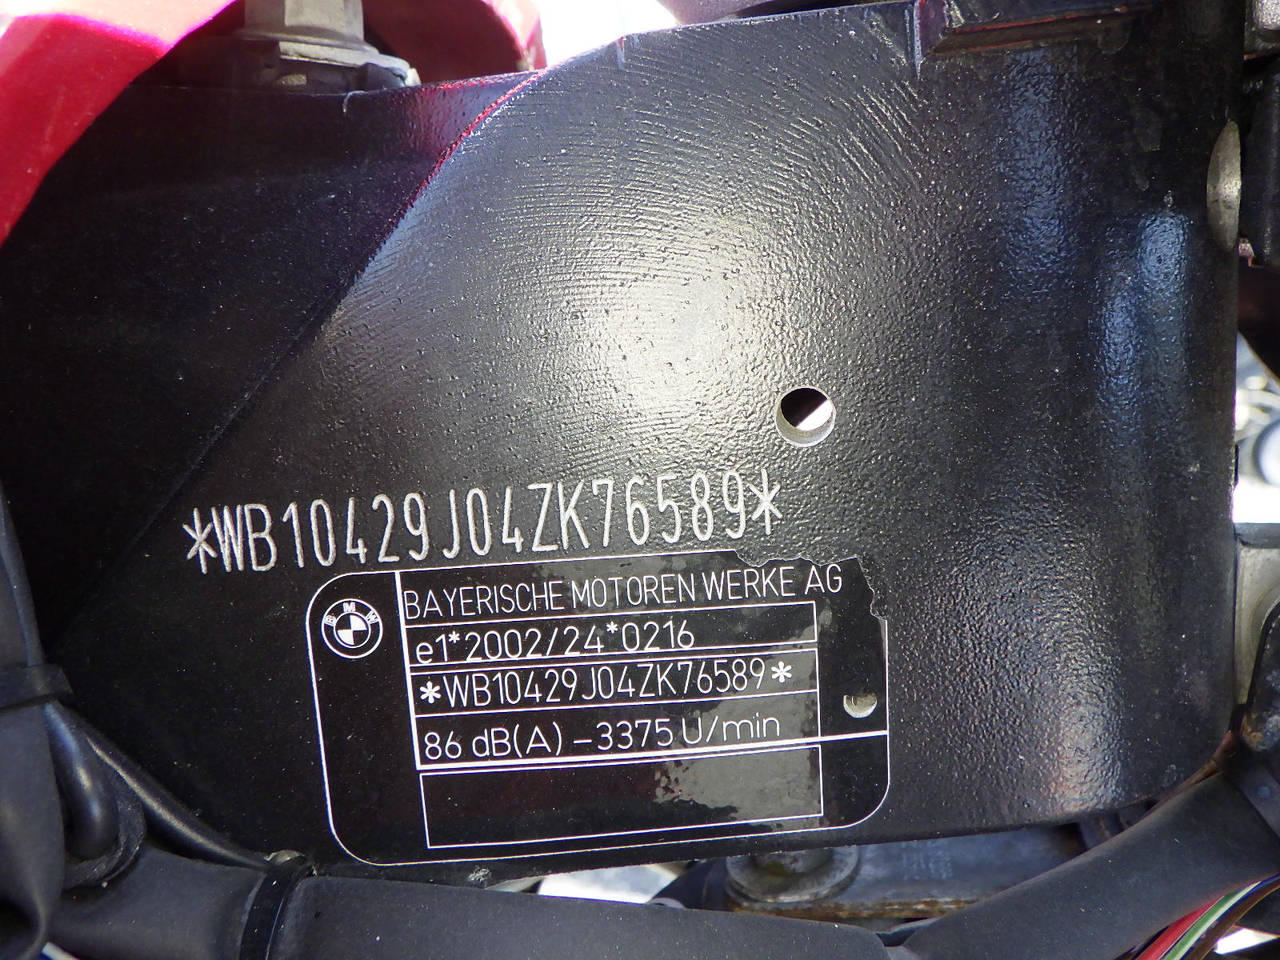 *WB10429J04ZK76589*
BMW
BAYERISCHE MOTOREN WERKE AG
e1*2002/24*0216
*WB10429J04ZK76589*
86 dB(A) – 3375 U/min